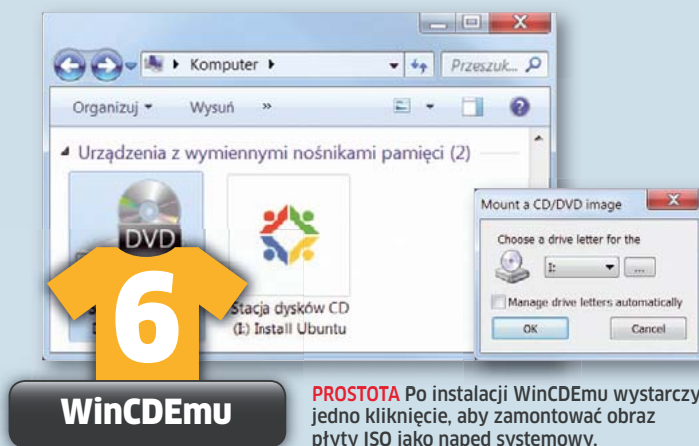 Komputer
Przeszuk...
Organizuj
Wysuń
»
Urządzenia z wymiennymi nośnikami pamięci (2)
DVD
Stacja dysków CD
(I:) Install Ubuntu
6
Mount a CD/DVD image
Choose a drive letter for the
I:
...
Manage drive letters automatically
OK
Cancel
WinCDEmu
PROSTOTA Po instalacji WinCDEmu wystarczy
jedno kliknięcie, aby zamontować obraz
płyty ISO jako napęd systemowy.